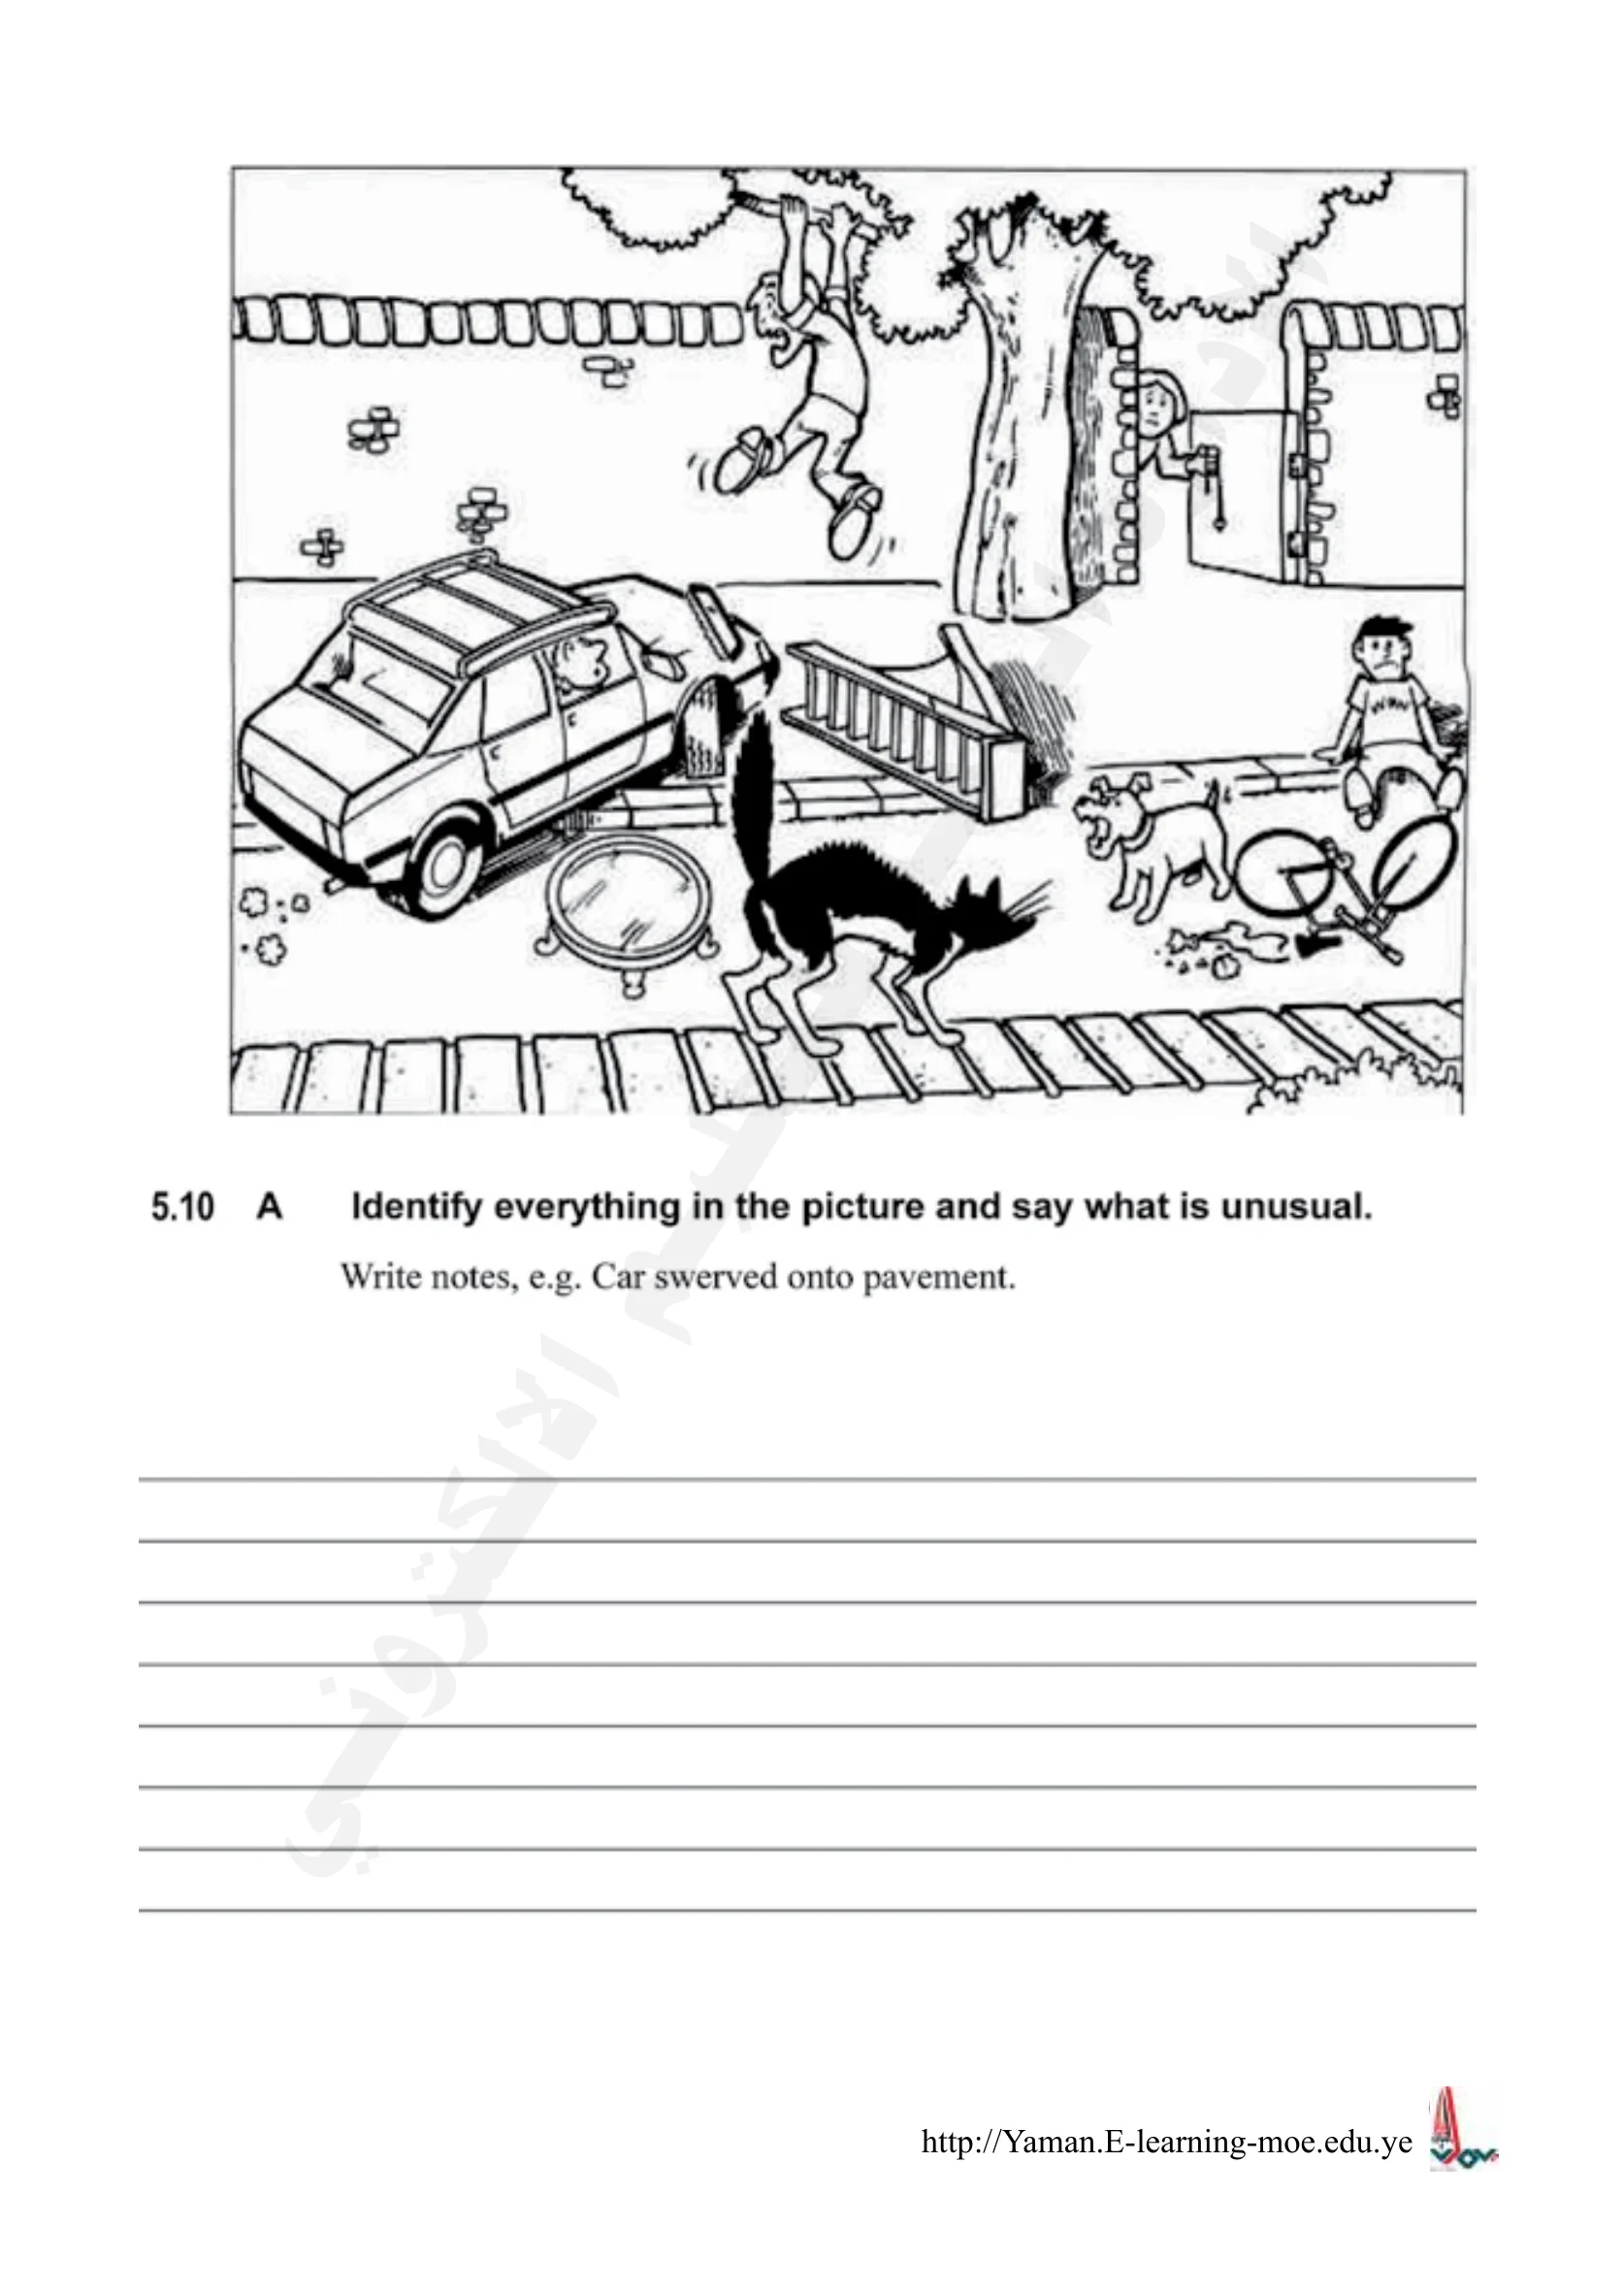 5.10 A Identify everything in the picture and say what is unusual.
Write notes, e.g. Car swerved onto pavement.
http://Yaman.E-learning-moe.edu.ye